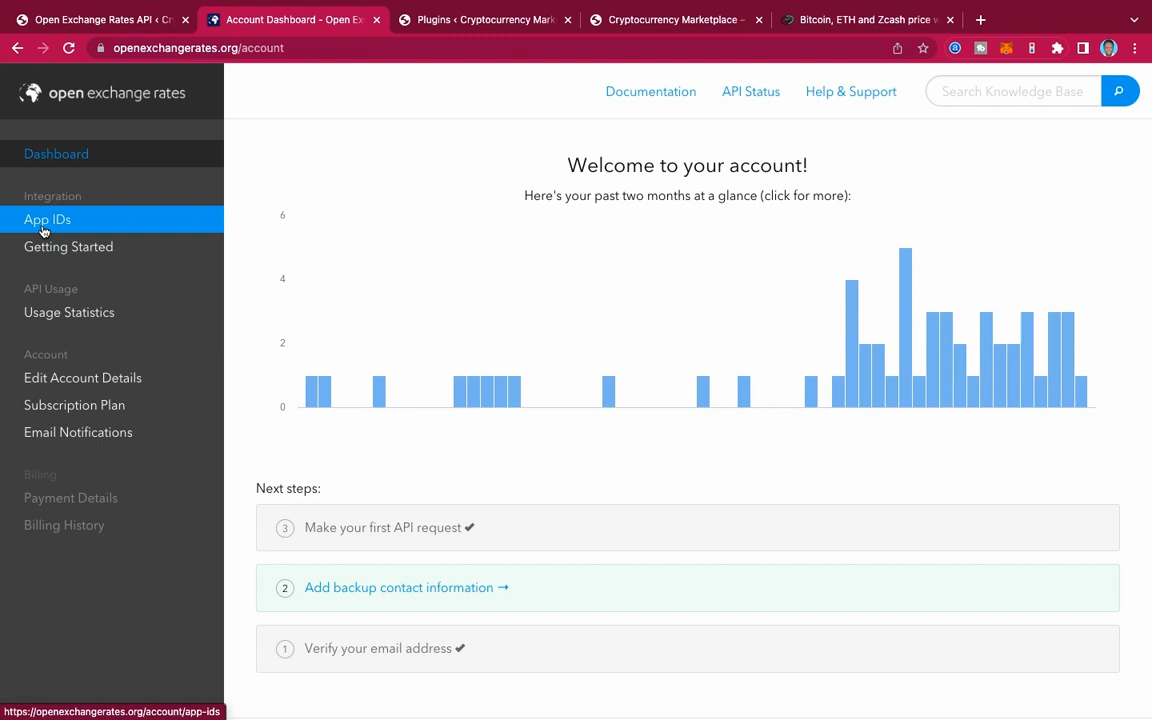 Open Exchange Rates API ‹ Cr
Account Dashboard - Open Ex
Plugins ‹ Cryptocurrency Mark
Cryptocurrency Marketplace –
Bitcoin, ETH and Zcash price w
openexchangerates.org/account
open exchange rates
Documentation
API Status
Help & Support
Search Knowledge Base
Dashboard
Integration
App IDs
Getting Started
API Usage
Usage Statistics
Account
Edit Account Details
Subscription Plan
Email Notifications
Billing
Payment Details
Billing History
Welcome to your account!
Here's your past two months at a glance (click for more):
6
4
2
0
Next steps:
3 Make your first API request ✔
2 Add backup contact information →
1 Verify your email address ✔
https://openexchangerates.org/account/app-ids